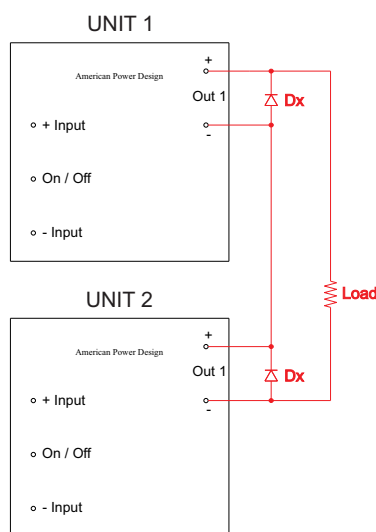 UNIT 1
+
American Power Design
Out 1
Dx
+ Input
-
On / Off
- Input
Load
UNIT 2
+
American Power Design
Out 1
Dx
+ Input
-
On / Off
- Input